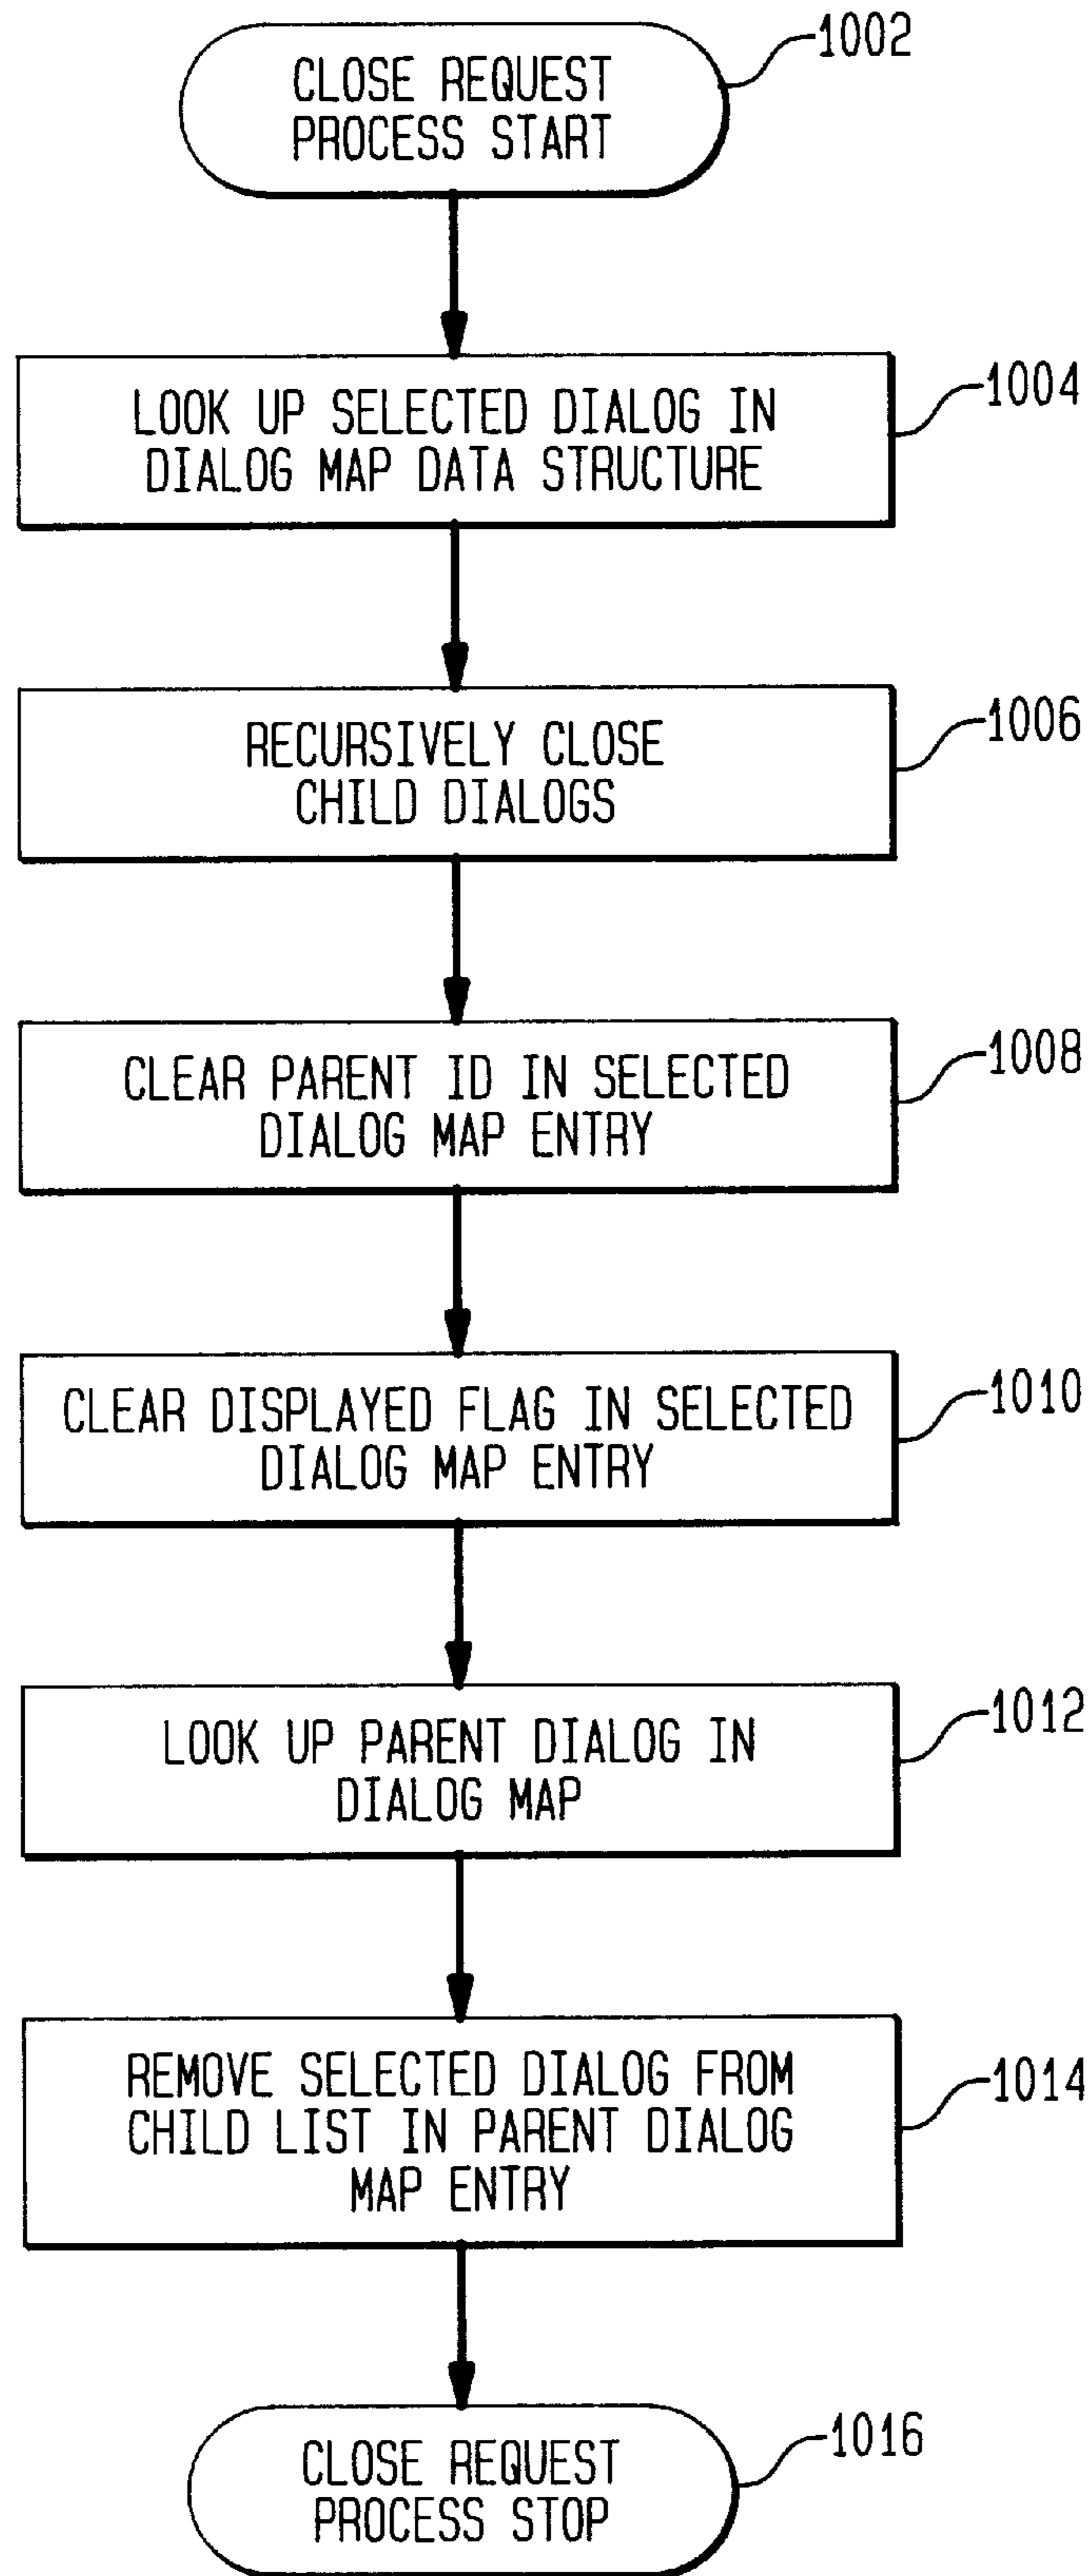 CLOSE REQUEST
PROCESS START
1002
LOOK UP SELECTED DIALOG IN
DIALOG MAP DATA STRUCTURE
1004
RECURSIVELY CLOSE
CHILD DIALOGS
1006
CLEAR PARENT ID IN SELECTED
DIALOG MAP ENTRY
1008
CLEAR DISPLAYED FLAG IN SELECTED
DIALOG MAP ENTRY
1010
LOOK UP PARENT DIALOG IN
DIALOG MAP
1012
REMOVE SELECTED DIALOG FROM
CHILD LIST IN PARENT DIALOG
MAP ENTRY
1014
CLOSE REQUEST
PROCESS STOP
1016